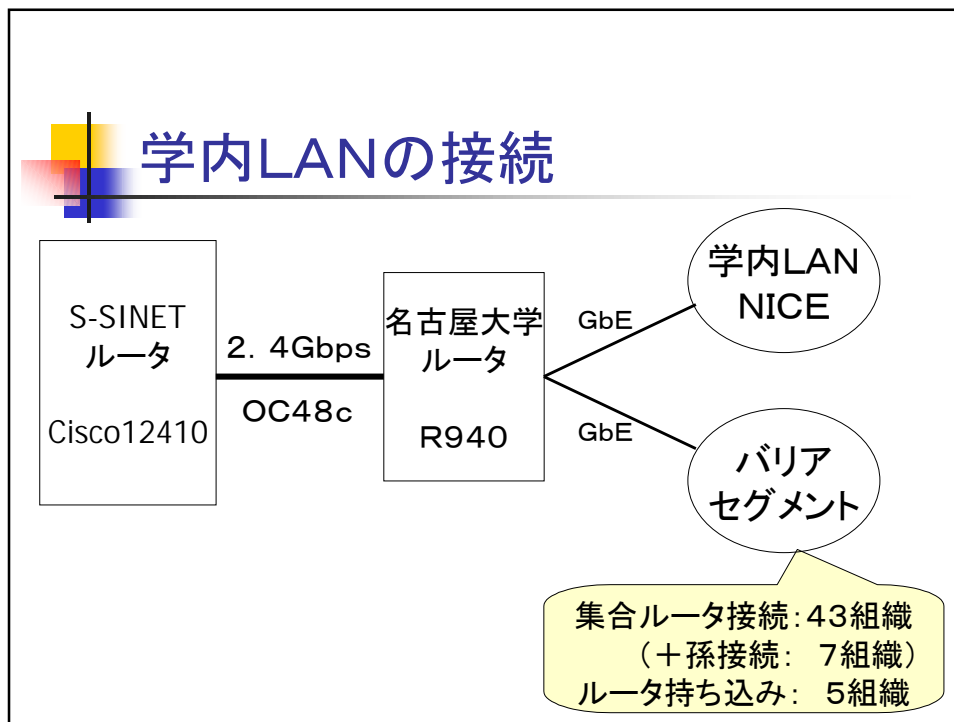 学内LANの接続
S-SINET
ルータ
Cisco12410
2．4Gbps
OC48c
名古屋大学
ルータ
R940
GbE
GbE
学内LAN
NICE
バリア
セグメント
集合ルータ接続：43組織
（＋孫接続：　7組織）
ルータ持ち込み：　5組織